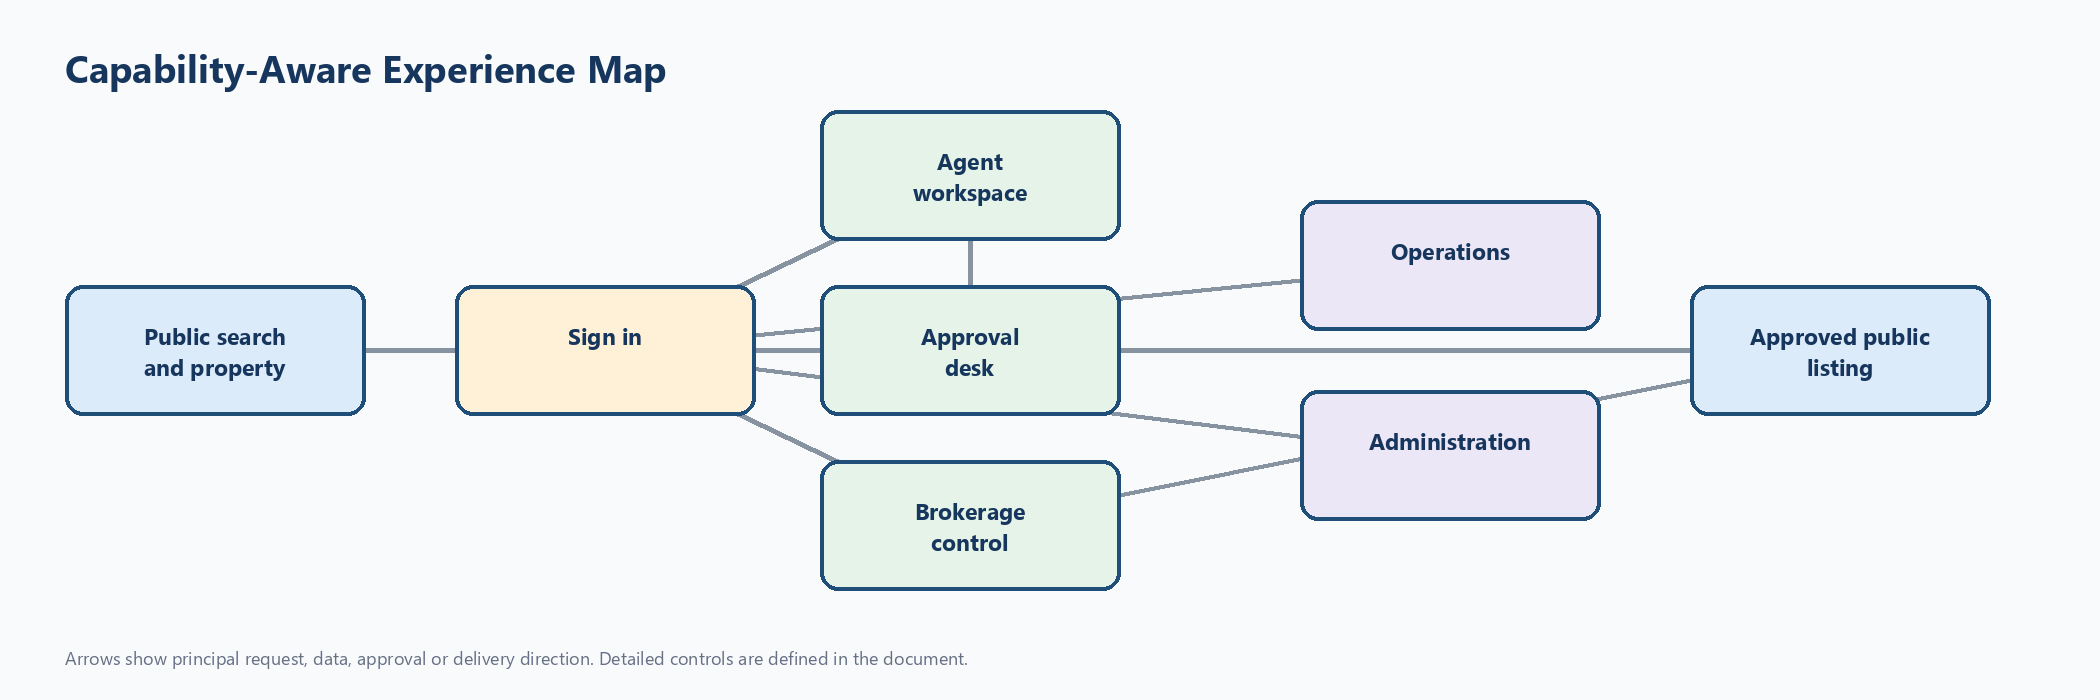 Capability-Aware Experience Map
Agent
workspace
Operations
Public search
and property
Sign in
Approval
desk
Approved public
listing
Administration
Brokerage
control
Arrows show principal request, data, approval or delivery direction. Detailed controls are defined in the document.